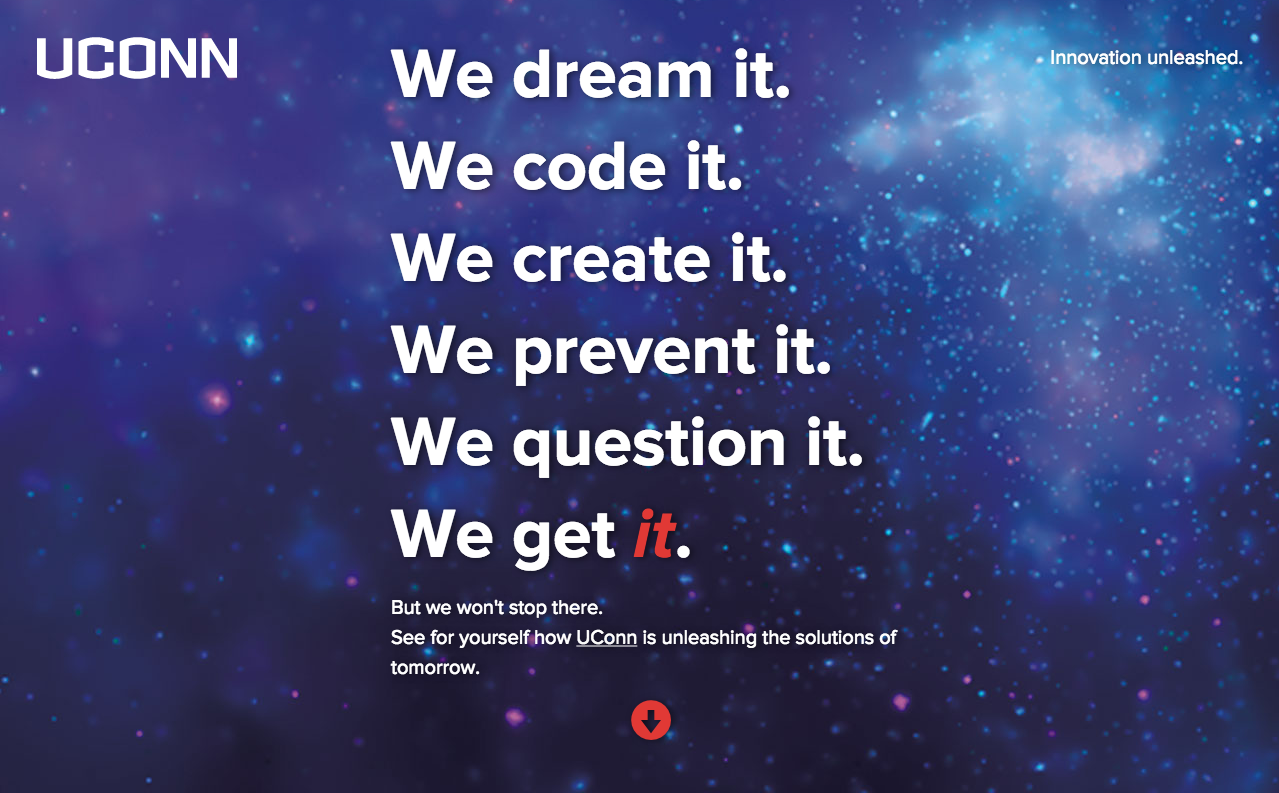 UCONN
Innovation unleashed.
We dream it.
We code it.
We create it.
We prevent it.
We question it.
We get it.
But we won't stop there.
See for yourself how UConn is unleashing the solutions of
tomorrow.